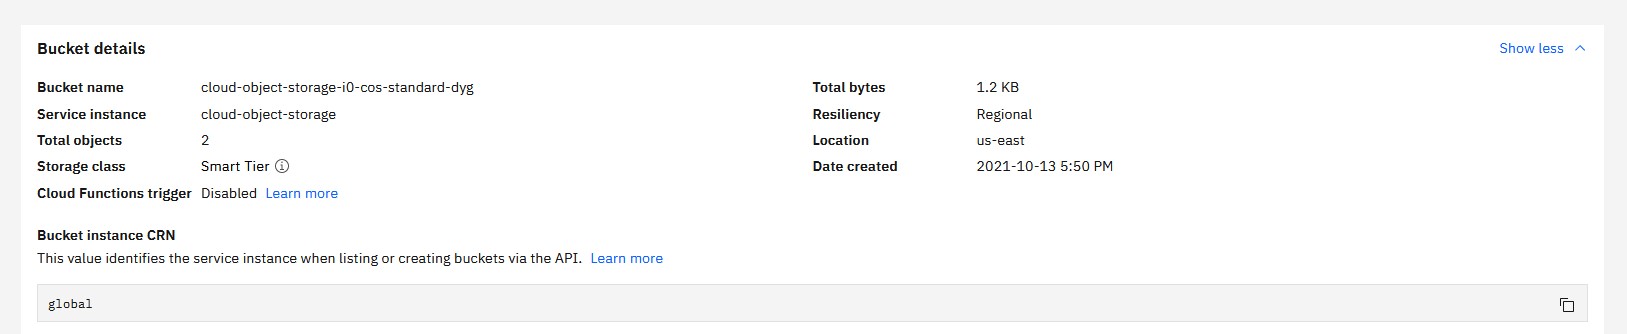 Bucket details
Show less
Bucket name cloud-object-storage-i0-cos-standard-dyg
Total bytes 1.2 KB
Service instance cloud-object-storage
Resiliency Regional
Total objects 2
Location us-east
Storage class Smart Tier
Date created 2021-10-13 5:50 PM
Cloud Functions trigger Disabled Learn more
Bucket instance CRN
This value identifies the service instance when listing or creating buckets via the API. Learn more
global